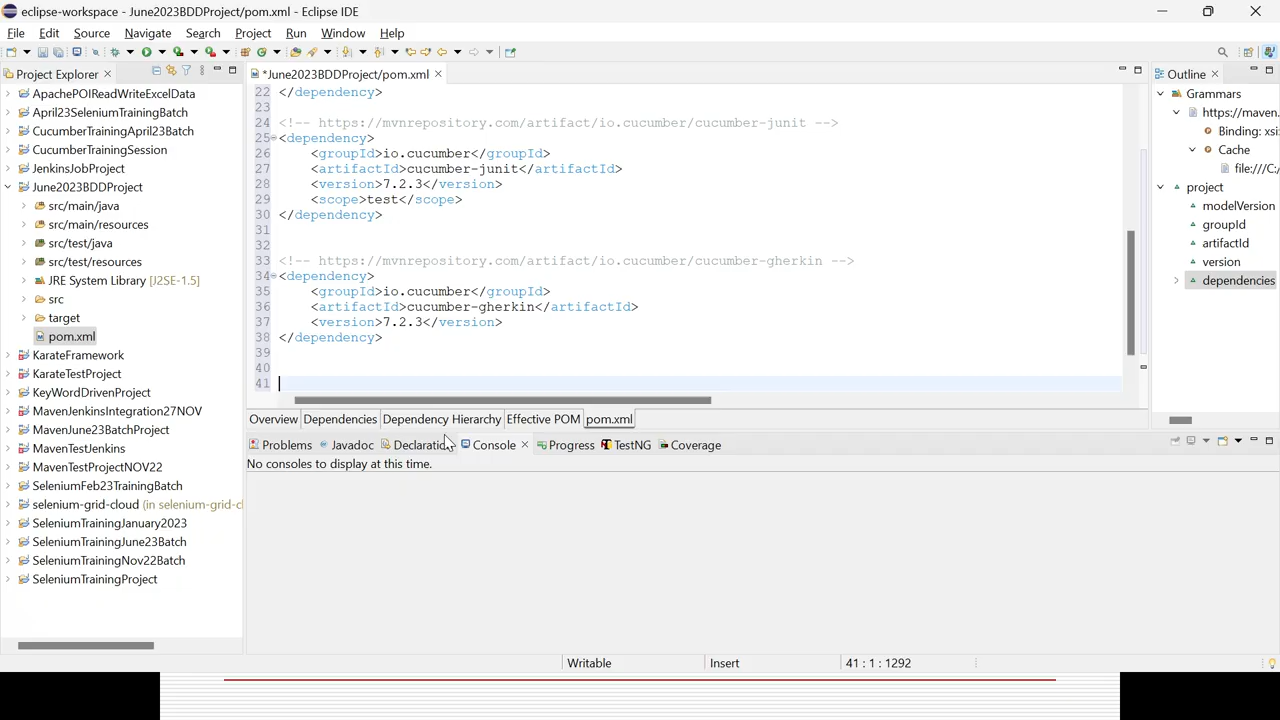 eclipse-workspace - June2023BDDProject/pom.xml - Eclipse IDE
File Edit Source Navigate Search Project Run Window Help
Project Explorer
ApachePOIReadWriteExcelData
April23SeleniumTrainingBatch
CucumberTrainingApril23Batch
CucumberTrainingSession
JenkinsJobProject
June2023BDDProject
src/main/java
src/main/resources
src/test/java
src/test/resources
JRE System Library [J2SE-1.5]
src
target
pom.xml
KarateFramework
KarateTestProject
KeyWordDrivenProject
MavenJenkinsIntegration27NOV
MavenJune23BatchProject
MavenTestJenkins
MavenTestProjectNOV22
SeleniumFeb23TrainingBatch
selenium-grid-cloud (in selenium-grid-cl
SeleniumTrainingJanuary2023
SeleniumTrainingJune23Batch
SeleniumTrainingNov22Batch
SeleniumTrainingProject
*June2023BDDProject/pom.xml
22 </dependency>
23
24 <!-- https://mvnrepository.com/artifact/io.cucumber/cucumber-junit -->
25 <dependency>
26 <groupId>io.cucumber</groupId>
27 <artifactId>cucumber-junit</artifactId>
28 <version>7.2.3</version>
29 <scope>test</scope>
30 </dependency>
31
32
33 <!-- https://mvnrepository.com/artifact/io.cucumber/cucumber-gherkin -->
34 <dependency>
35 <groupId>io.cucumber</groupId>
36 <artifactId>cucumber-gherkin</artifactId>
37 <version>7.2.3</version>
38 </dependency>
39
40
41
Overview Dependencies Dependency Hierarchy Effective POM pom.xml
Problems Javadoc Declaration Console Progress TestNG Coverage
No consoles to display at this time.
Outline
Grammars
https://maven.
Binding: xsi:
Cache
file:///C:/
project
modelVersion
groupId
artifactId
version
dependencies
Writable Insert 41 : 1 : 1292